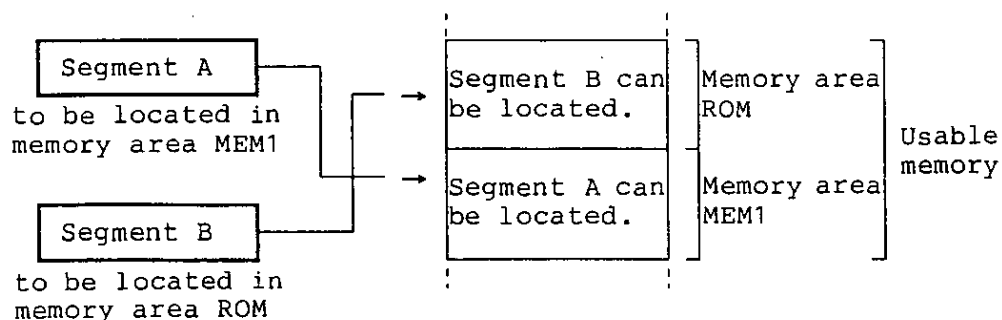 Segment A
to be located in
memory area MEM1
Segment B
to be located in
memory area ROM
Segment B can
be located.
Segment A can
be located.
Memory area
ROM
Memory area
MEM1
Usable
memory